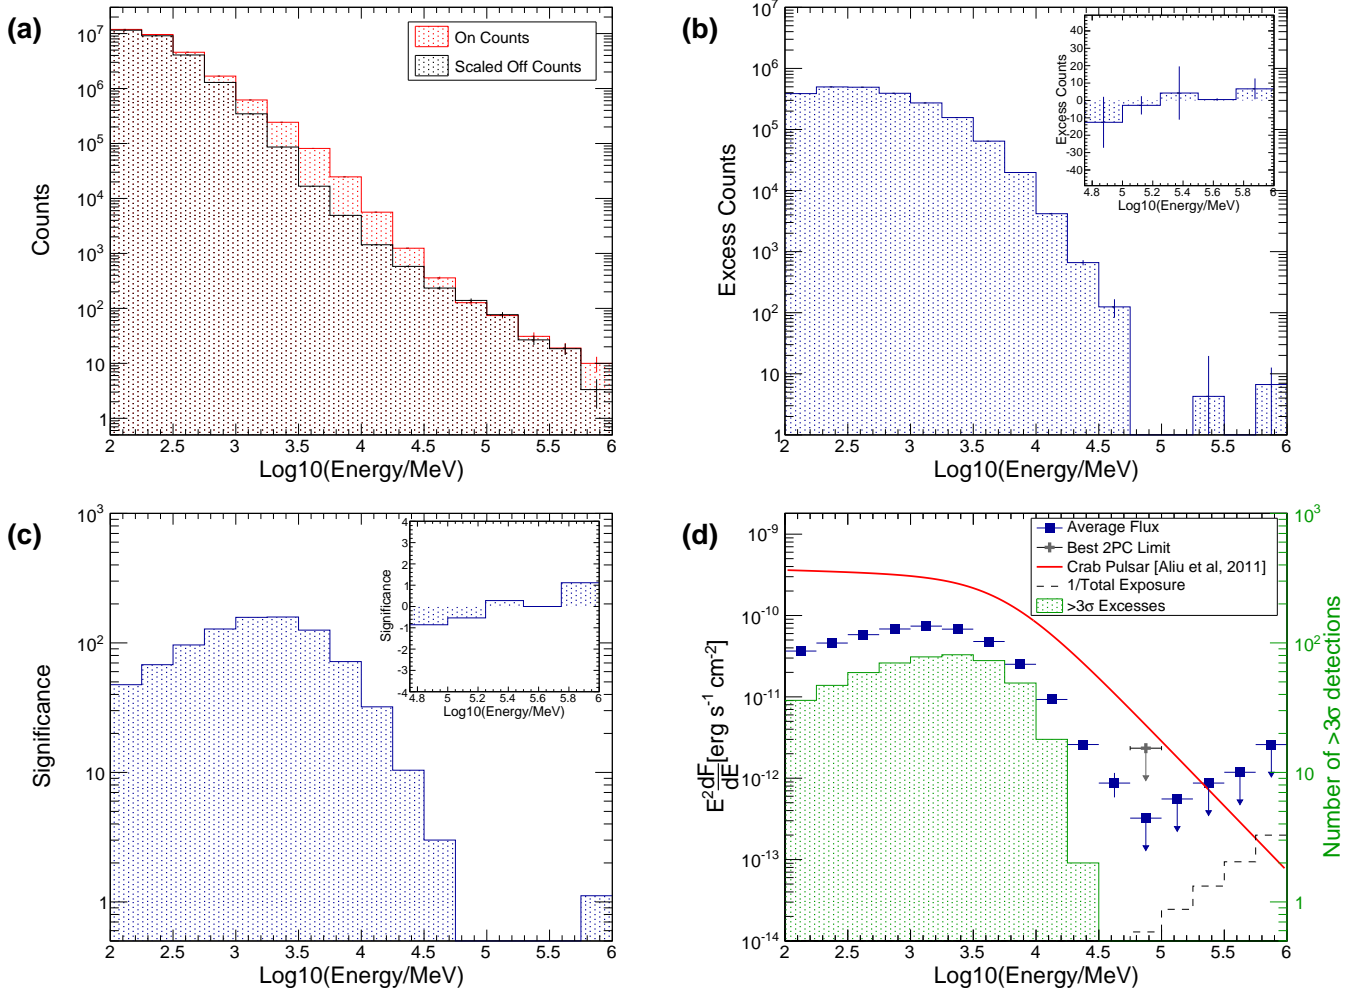 (a)
Counts
10^7
10^6
10^5
10^4
10^3
10^2
10
1
On Counts
Scaled Off Counts
2 2.5 3 3.5 4 4.5 5 5.5 6
Log10(Energy/MeV)
(b)
Excess Counts
10^7
10^6
10^5
10^4
10^3
10^2
10
1
2 2.5 3 3.5 4 4.5 5 5.5 6
Log10(Energy/MeV)
Excess Counts
40
30
20
10
0
-10
-20
-30
-40
4.8 5 5.2 5.4 5.6 5.8 6
Log10(Energy/MeV)
(c)
Significance
10^3
10^2
10
1
2 2.5 3 3.5 4 4.5 5 5.5 6
Log10(Energy/MeV)
Significance
4
3
2
1
0
-1
-2
-3
-4
4.8 5 5.2 5.4 5.6 5.8 6
Log10(Energy/MeV)
(d)
E^2 dF/dE [erg s^-1 cm^-2]
10^-9
10^-10
10^-11
10^-12
10^-13
10^-14
Average Flux
Best 2PC Limit
Crab Pulsar [Aliu et al, 2011]
1/Total Exposure
>3σ Excesses
2 2.5 3 3.5 4 4.5 5 5.5 6
Log10(Energy/MeV)
10^3
10^2
10
1
Number of >3σ detections